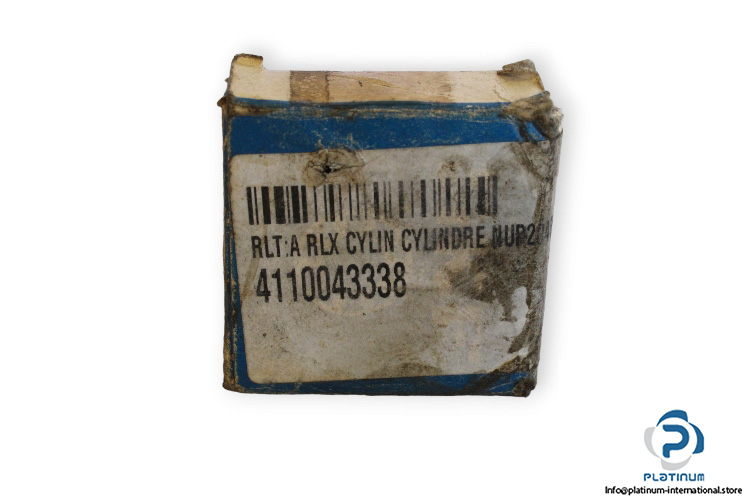 RLT:A RLX CYLIN CYLINDRE
4110043338
PLATINUM
Info@platinum-international.store